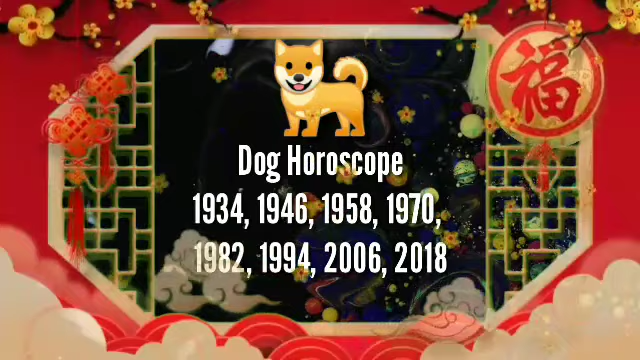 福
Dog Horoscope
1934, 1946, 1958, 1970,
1982, 1994, 2006, 2018